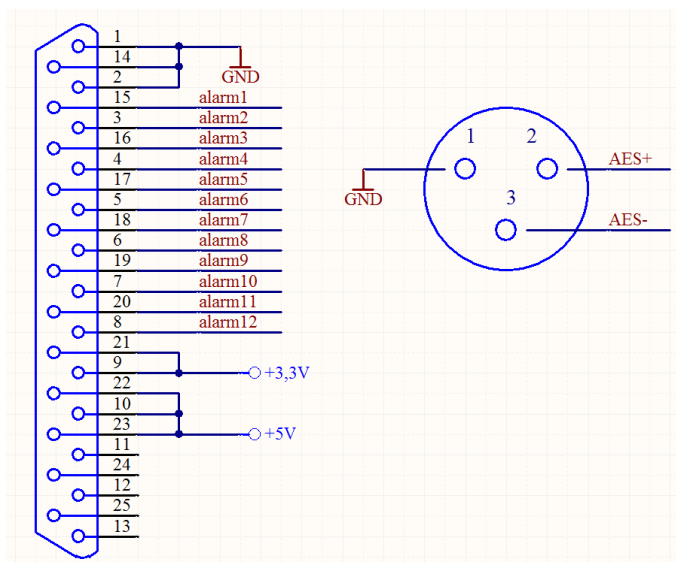 1
14
2
GND
15 alarm1
3 alarm2
16 alarm3
4 alarm4
17 alarm5
5 alarm6
18 alarm7
6 alarm8
19 alarm9
7 alarm10
20 alarm11
8 alarm12
21
9 +3,3V
22
10
23 +5V
11
24
12
25
13
1 2
AES+
GND
3
AES-